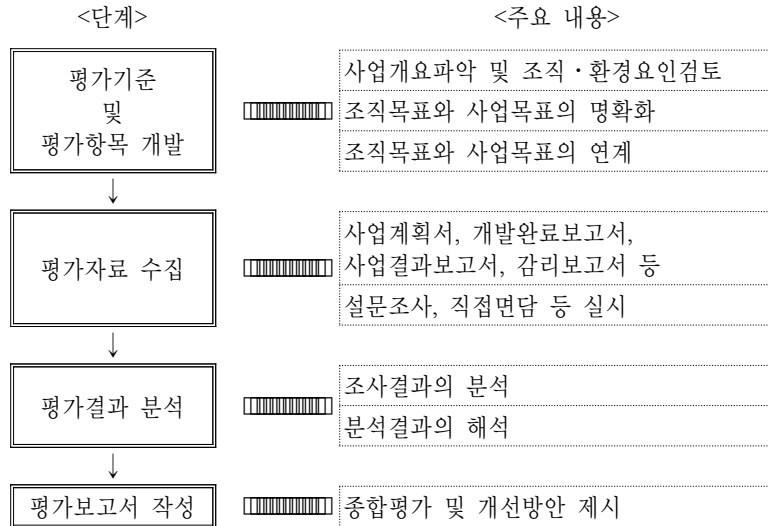 <단계> <주요 내용>
평가기준
및
평가항목 개발
사업개요파악 및 조직·환경요인검토
조직목표와 사업목표의 명확화
조직목표와 사업목표의 연계
↓
평가자료 수집
사업계획서, 개발완료보고서,
사업결과보고서, 감리보고서 등
설문조사, 직접면담 등 실시
↓
평가결과 분석
조사결과의 분석
분석결과의 해석
↓
평가보고서 작성
종합평가 및 개선방안 제시